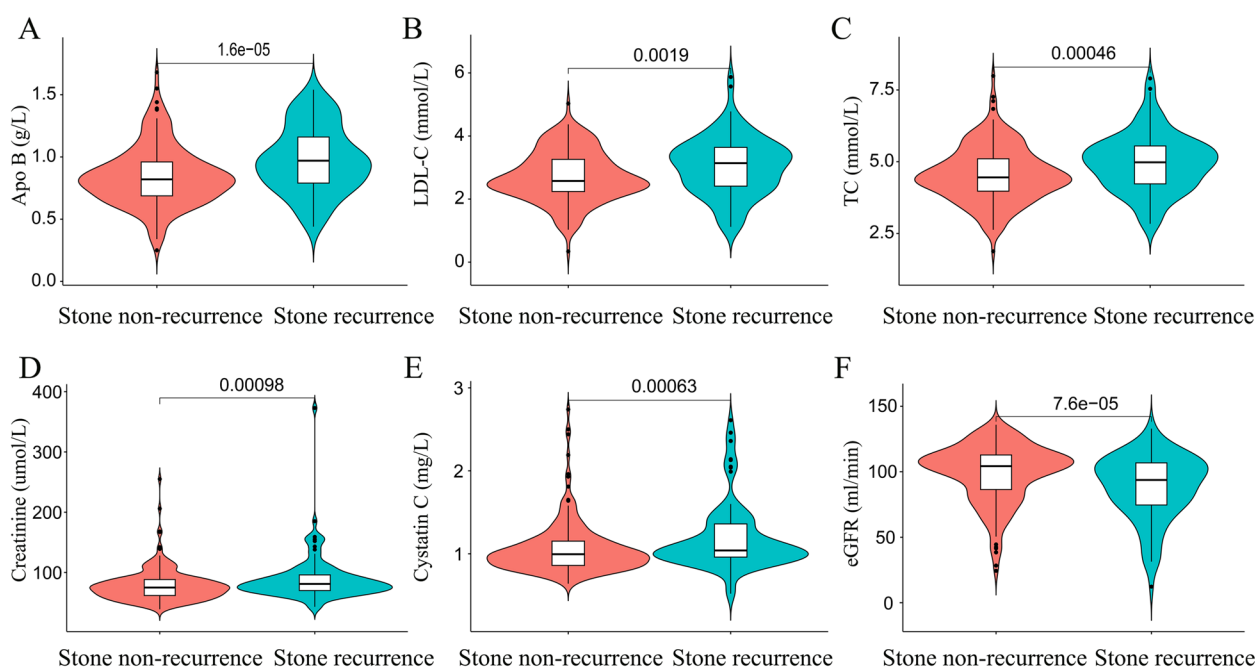 A
1.6e−05
Apo B (g/L)
1.5
1.0
0.5
0.0
Stone non-recurrence Stone recurrence
B
0.0019
LDL-C (mmol/L)
6
4
2
0
Stone non-recurrence Stone recurrence
C
0.00046
TC (mmol/L)
7.5
5.0
2.5
Stone non-recurrence Stone recurrence
D
0.00098
Creatinine (umol/L)
400
300
200
100
Stone non-recurrence Stone recurrence
E
0.00063
Cystatin C (mg/L)
3
2
1
Stone non-recurrence Stone recurrence
F
7.6e−05
eGFR (ml/min)
150
100
50
0
Stone non-recurrence Stone recurrence